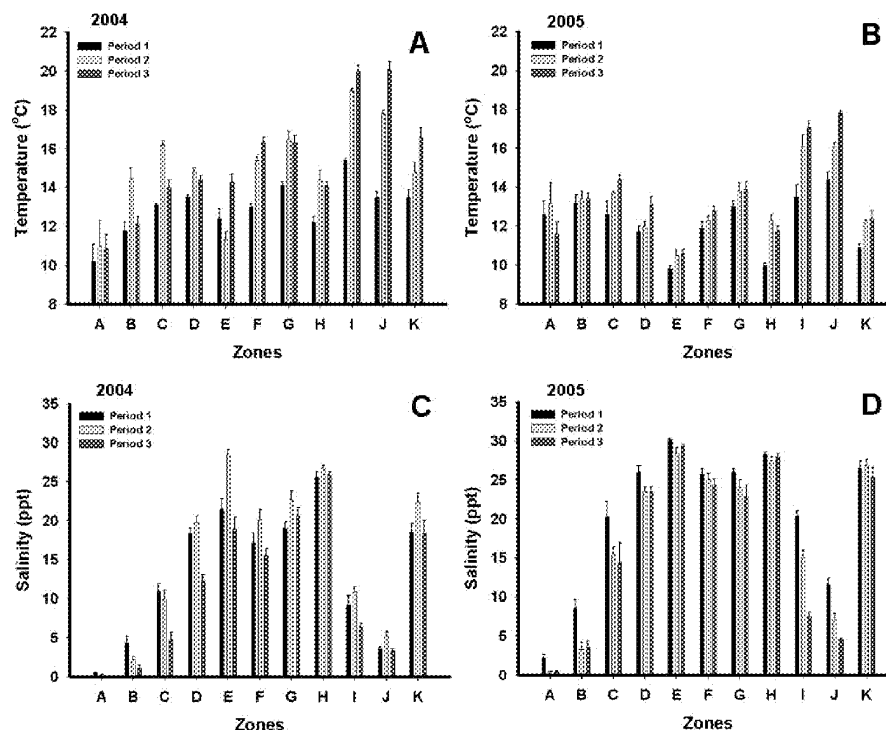 2004
A
Period 1
Period 2
Period 3
Temperature (°C)
22
20
18
16
14
12
10
8
A B C D E F G H I J K
Zones
2005
B
Period 1
Period 2
Period 3
Temperature (°C)
22
20
18
16
14
12
10
8
A B C D E F G H I J K
Zones
2004
C
Period 1
Period 2
Period 3
Salinity (ppt)
35
30
25
20
15
10
5
0
A B C D E F G H I J K
Zones
2005
D
Period 1
Period 2
Period 3
Salinity (ppt)
35
30
25
20
15
10
5
0
A B C D E F G H I J K
Zones